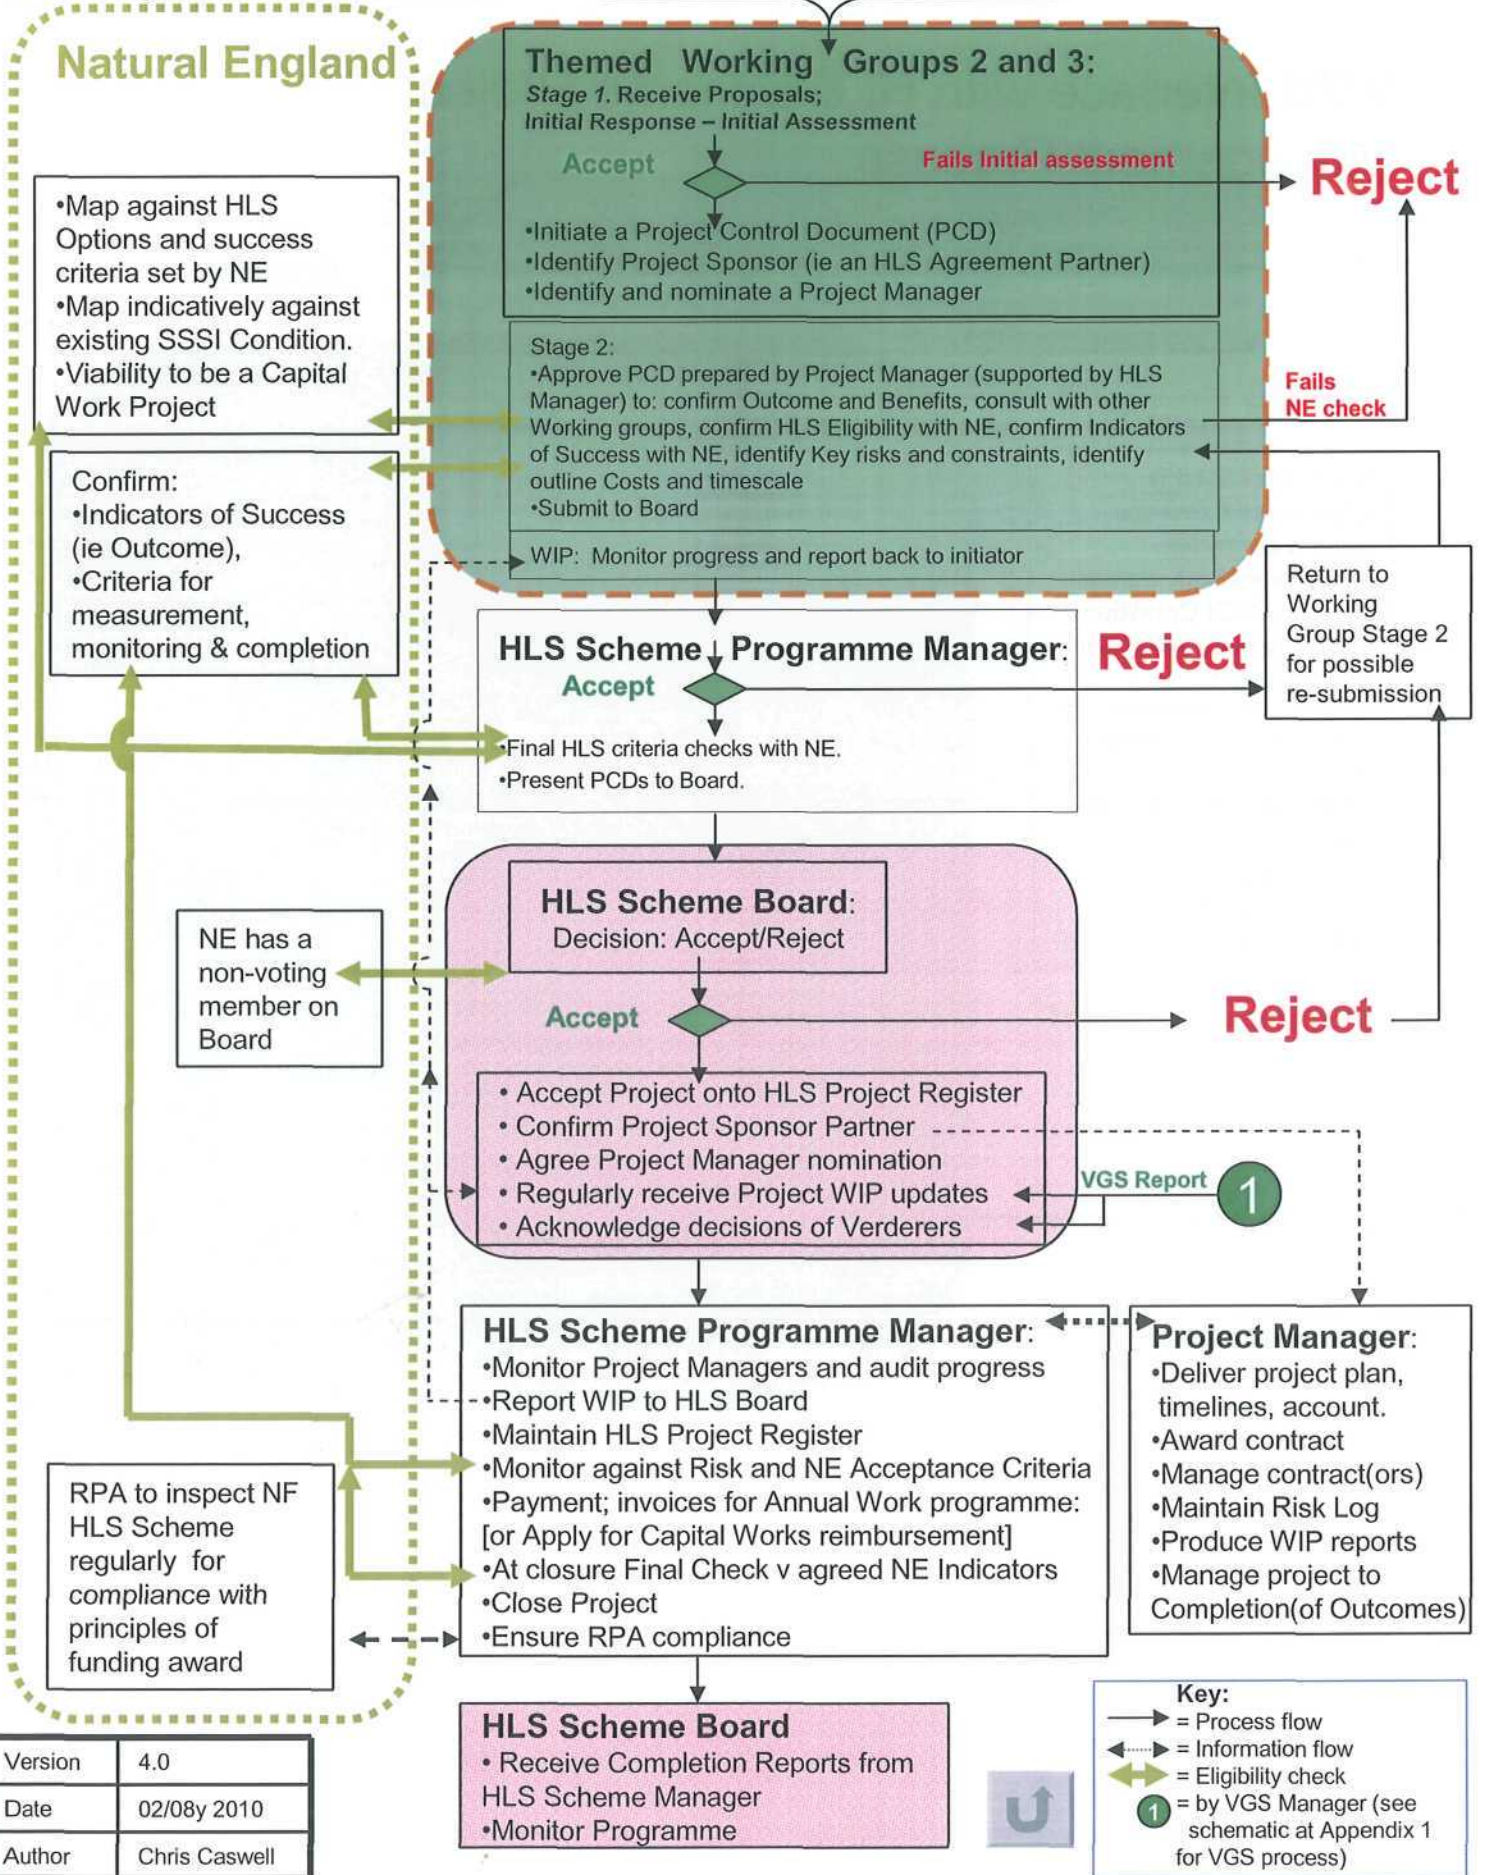 Natural England
•Map against HLS
Options and success
criteria set by NE
•Map indicatively against
existing SSSI Condition.
•Viability to be a Capital
Work Project
Confirm:
•Indicators of Success
(ie Outcome),
•Criteria for
measurement,
monitoring & completion
NE has a
non-voting
member on
Board
RPA to inspect NF
HLS Scheme
regularly for
compliance with
principles of
funding award
Themed Working Groups 2 and 3:
Stage 1. Receive Proposals;
Initial Response – Initial Assessment
Accept
Fails Initial assessment
Reject
•Initiate a Project Control Document (PCD)
•Identify Project Sponsor (ie an HLS Agreement Partner)
•Identify and nominate a Project Manager
Stage 2:
•Approve PCD prepared by Project Manager (supported by HLS
Manager) to: confirm Outcome and Benefits, consult with other
Working groups, confirm HLS Eligibility with NE, confirm Indicators
of Success with NE, identify Key risks and constraints, identify
outline Costs and timescale
•Submit to Board
Fails
NE check
WIP: Monitor progress and report back to initiator
Return to
Working
Group Stage 2
for possible
re-submission
HLS Scheme Programme Manager:
Accept
Reject
•Final HLS criteria checks with NE.
•Present PCDs to Board.
HLS Scheme Board:
Decision: Accept/Reject
Accept
Reject
• Accept Project onto HLS Project Register
• Confirm Project Sponsor Partner
• Agree Project Manager nomination
• Regularly receive Project WIP updates
• Acknowledge decisions of Verderers
VGS Report
1
HLS Scheme Programme Manager:
•Monitor Project Managers and audit progress
•Report WIP to HLS Board
•Maintain HLS Project Register
•Monitor against Risk and NE Acceptance Criteria
•Payment; invoices for Annual Work programme:
[or Apply for Capital Works reimbursement]
•At closure Final Check v agreed NE Indicators
•Close Project
•Ensure RPA compliance
Project Manager:
•Deliver project plan,
timelines, account.
•Award contract
•Manage contract(ors)
•Maintain Risk Log
•Produce WIP reports
•Manage project to
Completion(of Outcomes)
HLS Scheme Board
• Receive Completion Reports from
HLS Scheme Manager
•Monitor Programme
Version 4.0
Date 02/08y 2010
Author Chris Caswell
Key:
= Process flow
= Information flow
= Eligibility check
1 = by VGS Manager (see
schematic at Appendix 1
for VGS process)